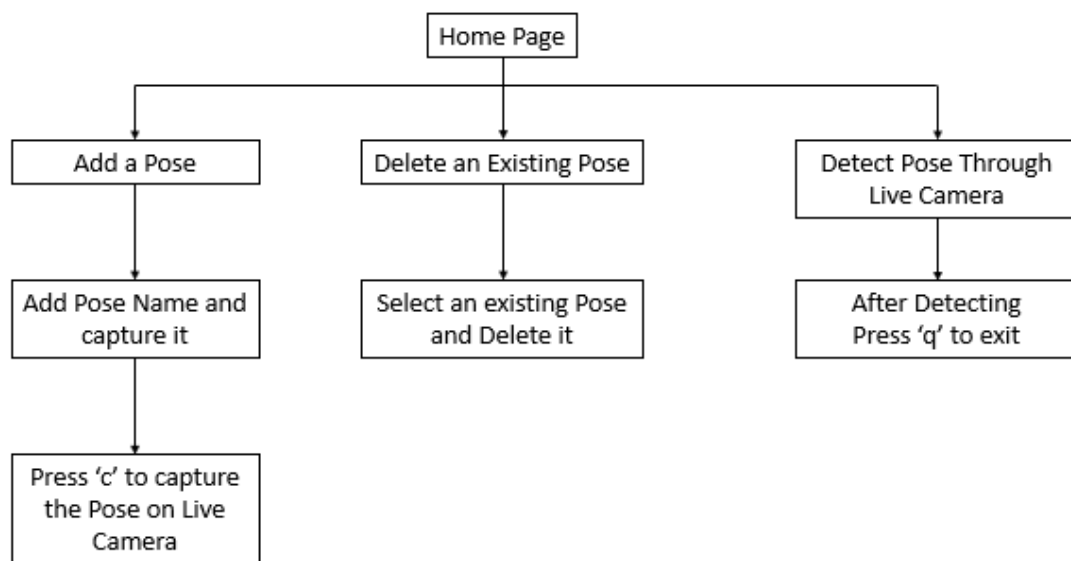 Home Page
Add a Pose
Delete an Existing Pose
Detect Pose Through
Live Camera
Add Pose Name and
capture it
Select an existing Pose
and Delete it
After Detecting
Press ‘q’ to exit
Press ‘c’ to capture
the Pose on Live
Camera